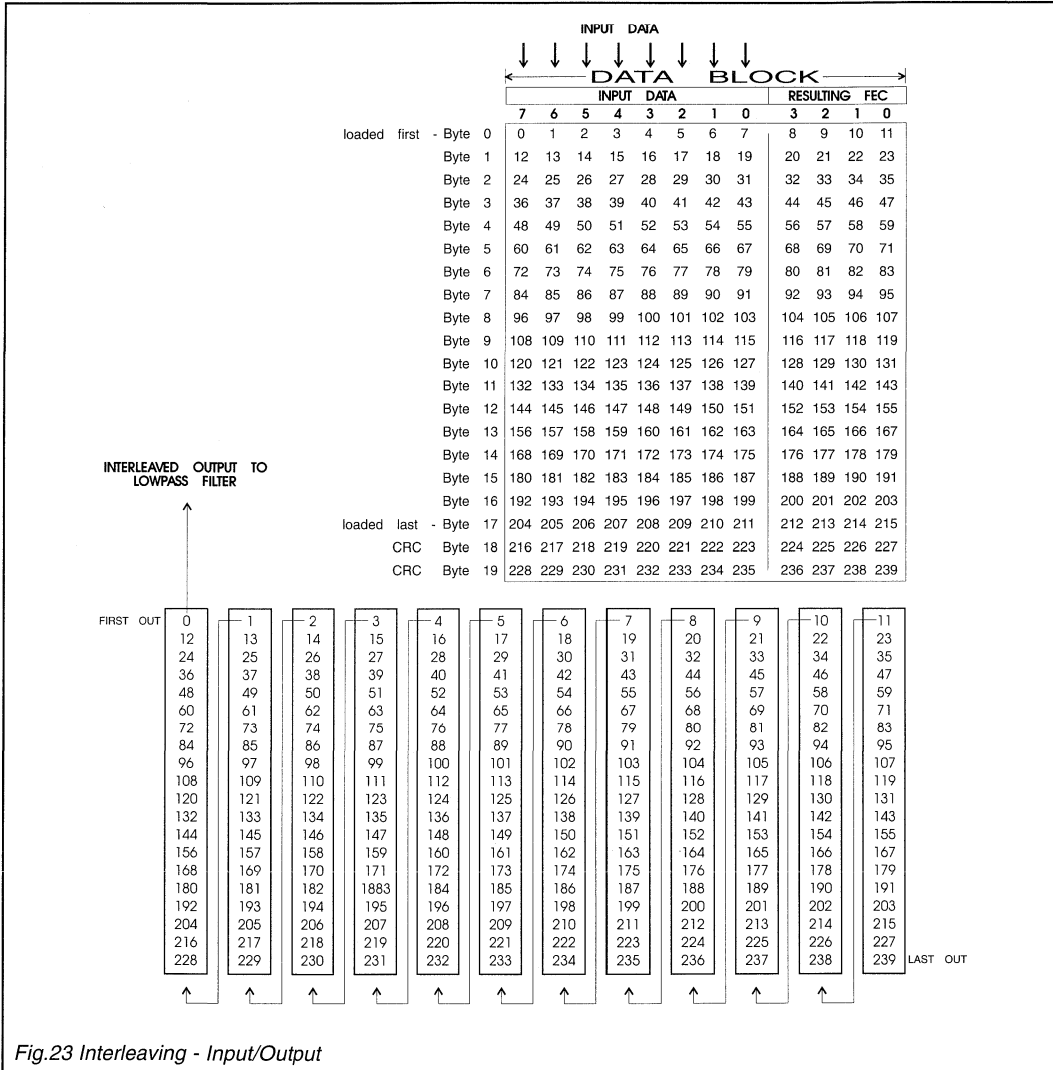 INPUT DATA
DATA BLOCK
INPUT DATA RESULTING FEC
7 6 5 4 3 2 1 0 3 2 1 0
loaded first - Byte 0 0 1 2 3 4 5 6 7 8 9 10 11
Byte 1 12 13 14 15 16 17 18 19 20 21 22 23
Byte 2 24 25 26 27 28 29 30 31 32 33 34 35
Byte 3 36 37 38 39 40 41 42 43 44 45 46 47
Byte 4 48 49 50 51 52 53 54 55 56 57 58 59
Byte 5 60 61 62 63 64 65 66 67 68 69 70 71
Byte 6 72 73 74 75 76 77 78 79 80 81 82 83
Byte 7 84 85 86 87 88 89 90 91 92 93 94 95
Byte 8 96 97 98 99 100 101 102 103 104 105 106 107
Byte 9 108 109 110 111 112 113 114 115 116 117 118 119
Byte 10 120 121 122 123 124 125 126 127 128 129 130 131
Byte 11 132 133 134 135 136 137 138 139 140 141 142 143
Byte 12 144 145 146 147 148 149 150 151 152 153 154 155
Byte 13 156 157 158 159 160 161 162 163 164 165 166 167
Byte 14 168 169 170 171 172 173 174 175 176 177 178 179
Byte 15 180 181 182 183 184 185 186 187 188 189 190 191
Byte 16 192 193 194 195 196 197 198 199 200 201 202 203
loaded last - Byte 17 204 205 206 207 208 209 210 211 212 213 214 215
CRC Byte 18 216 217 218 219 220 221 222 223 224 225 226 227
CRC Byte 19 228 229 230 231 232 233 234 235 236 237 238 239
INTERLEAVED OUTPUT TO
LOWPASS FILTER
FIRST OUT 0 1 2 3 4 5 6 7 8 9 10 11
12 13 14 15 16 17 18 19 20 21 22 23
24 25 26 27 28 29 30 31 32 33 34 35
36 37 38 39 40 41 42 43 44 45 46 47
48 49 50 51 52 53 54 55 56 57 58 59
60 61 62 63 64 65 66 67 68 69 70 71
72 73 74 75 76 77 78 79 80 81 82 83
84 85 86 87 88 89 90 91 92 93 94 95
96 97 98 99 100 101 102 103 104 105 106 107
108 109 110 111 112 113 114 115 116 117 118 119
120 121 122 123 124 125 126 127 128 129 130 131
132 133 134 135 136 137 138 139 140 141 142 143
144 145 146 147 148 149 150 151 152 153 154 155
156 157 158 159 160 161 162 163 164 165 166 167
168 169 170 171 172 173 174 175 176 177 178 179
180 181 182 1883 184 185 186 187 188 189 190 191
192 193 194 195 196 197 198 199 200 201 202 203
204 205 206 207 208 209 210 211 212 213 214 215
216 217 218 219 220 221 222 223 224 225 226 227
228 229 230 231 232 233 234 235 236 237 238 239 LAST OUT
Fig.23 Interleaving - Input/Output